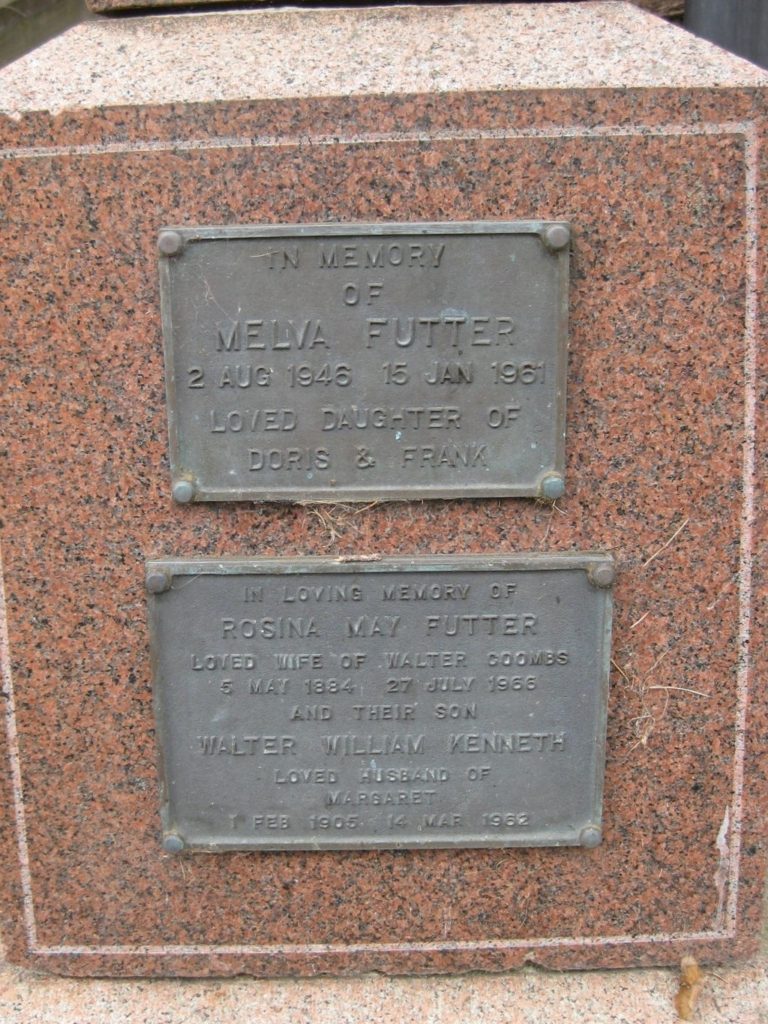 IN MEMORY
OF
MELVA FUTTER
2 AUG 1946 15 JAN 1961
LOVED DAUGHTER OF
DORIS & FRANK
IN LOVING MEMORY OF
ROSINA MAY FUTTER
LOVED WIFE OF WALTER COOMBS
5 MAY 1884 27 JULY 1966
AND THEIR SON
WALTER WILLIAM KENNETH
LOVED HUSBAND OF
MARGARET
1 FEB 1905 14 MAR 1962